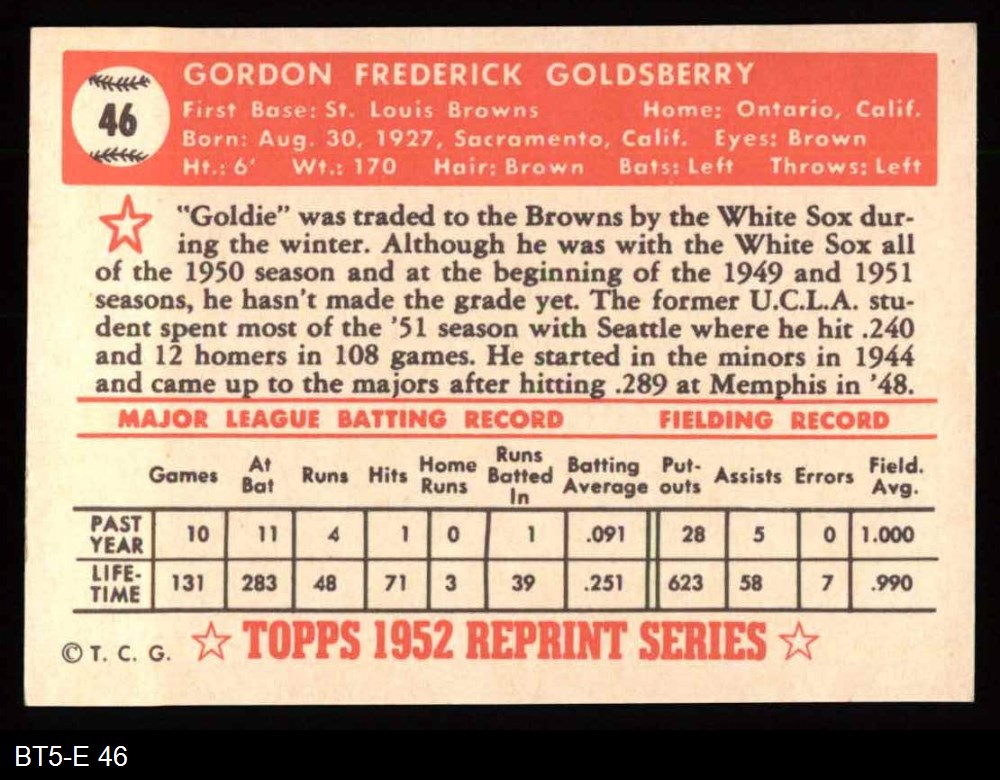 46
GORDON FREDERICK GOLDSBERRY
First Base: St. Louis Browns Home: Ontario, Calif.
Born: Aug. 30, 1927, Sacramento, Calif. Eyes: Brown
Ht.: 6' Wt.: 170 Hair: Brown Bats: Left Throws: Left
"Goldie" was traded to the Browns by the White Sox dur-
ing the winter. Although he was with the White Sox all
of the 1950 season and at the beginning of the 1949 and 1951
seasons, he hasn't made the grade yet. The former U.C.L.A. stu-
dent spent most of the '51 season with Seattle where he hit .240
and 12 homers in 108 games. He started in the minors in 1944
and came up to the majors after hitting .289 at Memphis in '48.
MAJOR LEAGUE BATTING RECORD FIELDING RECORD
Games At Bat Runs Hits Home Runs Runs Batted In Batting Average Put-outs Assists Errors Field. Avg.
PAST YEAR 10 11 4 1 0 1 .091 28 5 0 1.000
LIFE-TIME 131 283 48 71 3 39 .251 623 58 7 .990
© T. C. G. TOPPS 1952 REPRINT SERIES
BT5-E 46